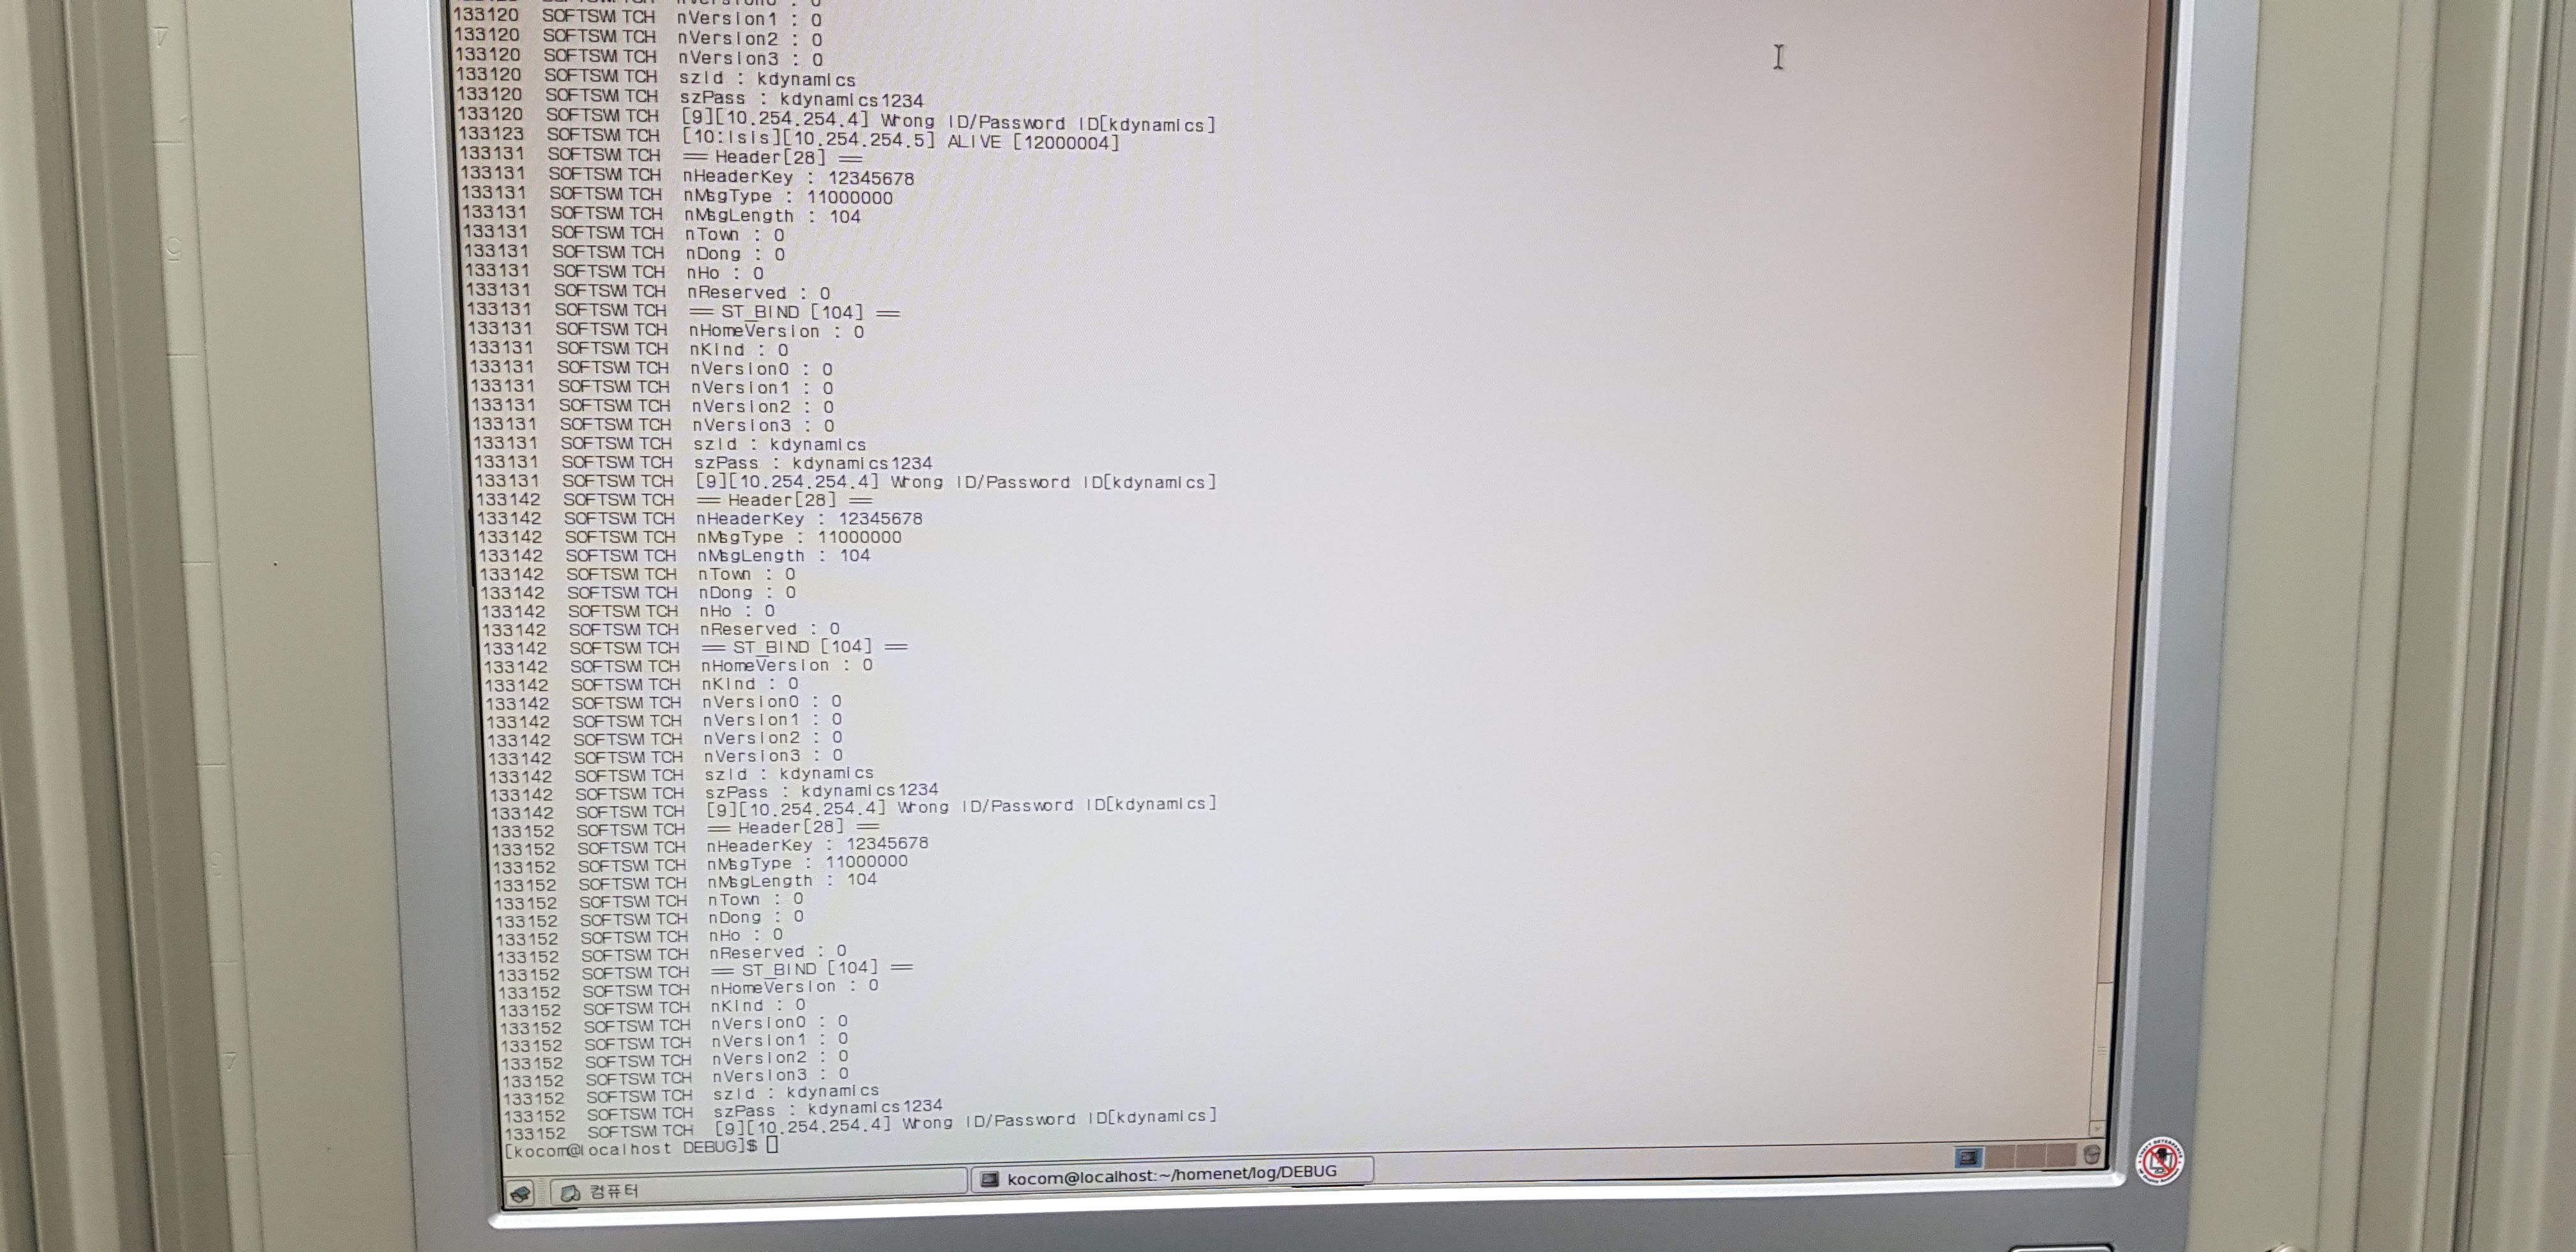 133120 SOFTSWITCH nVersion1 : 0
133120 SOFTSWITCH nVersion2 : 0
133120 SOFTSWITCH nVersion3 : 0
133120 SOFTSWITCH szId : kdynamics
133120 SOFTSWITCH szPass : kdynamics1234
133120 SOFTSWITCH [9][10.254.254.4] Wrong ID/Password ID[kdynamics]
133123 SOFTSWITCH [10:lsis][10.254.254.5] ALIVE [12000004]
133131 SOFTSWITCH == Header[28] ==
133131 SOFTSWITCH nHeaderKey : 12345678
133131 SOFTSWITCH nMsgType : 11000000
133131 SOFTSWITCH nMsgLength : 104
133131 SOFTSWITCH nTown : 0
133131 SOFTSWITCH nDong : 0
133131 SOFTSWITCH nHo : 0
133131 SOFTSWITCH nReserved : 0
133131 SOFTSWITCH == ST_BIND [104] ==
133131 SOFTSWITCH nHomeVersion : 0
133131 SOFTSWITCH nKind : 0
133131 SOFTSWITCH nVersion0 : 0
133131 SOFTSWITCH nVersion1 : 0
133131 SOFTSWITCH nVersion2 : 0
133131 SOFTSWITCH nVersion3 : 0
133131 SOFTSWITCH szId : kdynamics
133131 SOFTSWITCH szPass : kdynamics1234
133131 SOFTSWITCH [9][10.254.254.4] Wrong ID/Password ID[kdynamics]
133142 SOFTSWITCH == Header[28] ==
133142 SOFTSWITCH nHeaderKey : 12345678
133142 SOFTSWITCH nMsgType : 11000000
133142 SOFTSWITCH nMsgLength : 104
133142 SOFTSWITCH nTown : 0
133142 SOFTSWITCH nDong : 0
133142 SOFTSWITCH nHo : 0
133142 SOFTSWITCH nReserved : 0
133142 SOFTSWITCH == ST_BIND [104] ==
133142 SOFTSWITCH nHomeVersion : 0
133142 SOFTSWITCH nKind : 0
133142 SOFTSWITCH nVersion0 : 0
133142 SOFTSWITCH nVersion1 : 0
133142 SOFTSWITCH nVersion2 : 0
133142 SOFTSWITCH nVersion3 : 0
133142 SOFTSWITCH szId : kdynamics
133142 SOFTSWITCH szPass : kdynamics1234
133142 SOFTSWITCH [9][10.254.254.4] Wrong ID/Password ID[kdynamics]
133152 SOFTSWITCH == Header[28] ==
133152 SOFTSWITCH nHeaderKey : 12345678
133152 SOFTSWITCH nMsgType : 11000000
133152 SOFTSWITCH nMsgLength : 104
133152 SOFTSWITCH nTown : 0
133152 SOFTSWITCH nDong : 0
133152 SOFTSWITCH nHo : 0
133152 SOFTSWITCH nReserved : 0
133152 SOFTSWITCH == ST_BIND [104] ==
133152 SOFTSWITCH nHomeVersion : 0
133152 SOFTSWITCH nKind : 0
133152 SOFTSWITCH nVersion0 : 0
133152 SOFTSWITCH nVersion1 : 0
133152 SOFTSWITCH nVersion2 : 0
133152 SOFTSWITCH nVersion3 : 0
133152 SOFTSWITCH szId : kdynamics
133152 SOFTSWITCH szPass : kdynamics1234
133152 SOFTSWITCH [9][10.254.254.4] Wrong ID/Password ID[kdynamics]
[kocom@localhost DEBUG]$
컴퓨터
kocom@localhost:~/homenet/log/DEBUG